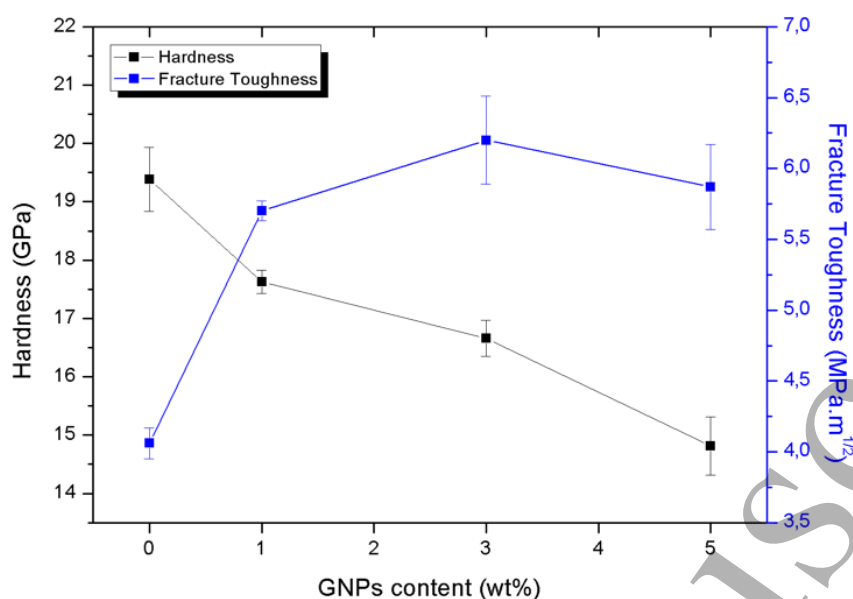 Hardness
Fracture Toughness
22
21
20
19
18
17
16
15
14
Hardness (GPa)
7,0
6,5
6,0
5,5
5,0
4,5
4,0
3,5
Fracture Toughness (MPa.m^1/2)
0 1 2 3 4 5
GNPs content (wt%)